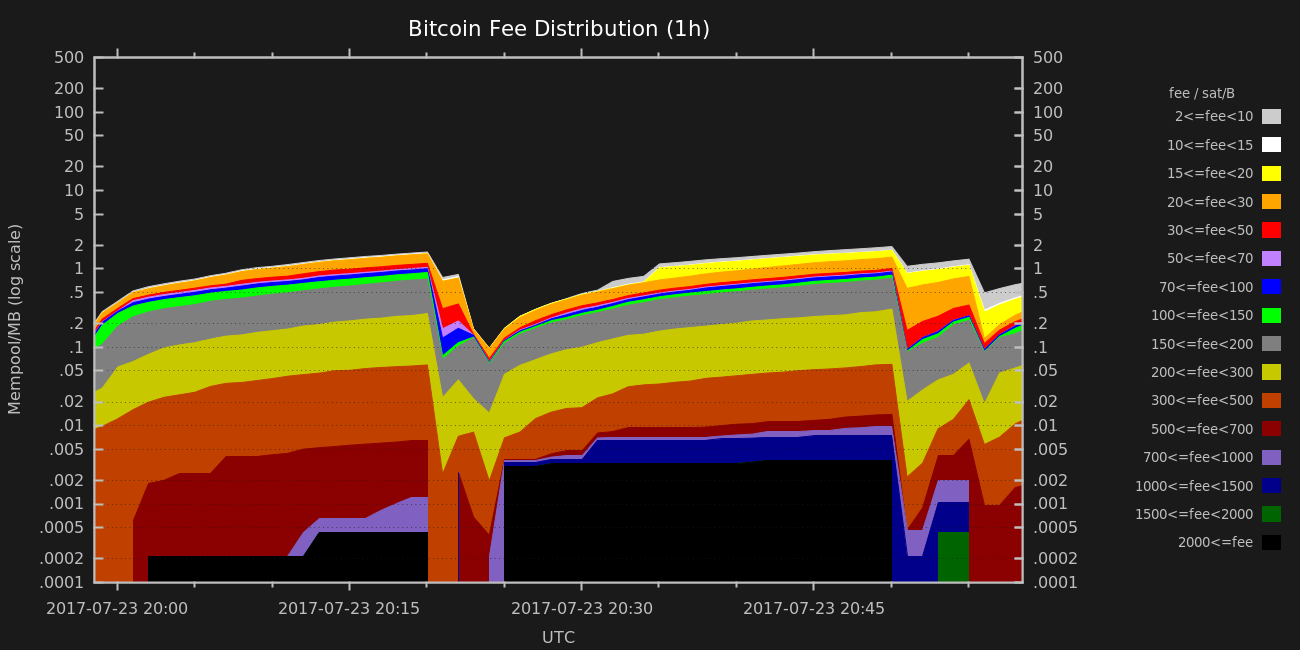 Bitcoin Fee Distribution (1h)
500 500
200 200
100 100
50 50
20 20
10 10
5 5
2 2
1 1
.5 .5
.2 .2
.1 .1
.05 .05
.02 .02
.01 .01
.005 .005
.002 .002
.001 .001
.0005 .0005
.0002 .0002
.0001 .0001
Mempool/MB (log scale)
2017-07-23 20:00 2017-07-23 20:15 2017-07-23 20:30 2017-07-23 20:45
UTC
fee / sat/B
2<=fee<10
10<=fee<15
15<=fee<20
20<=fee<30
30<=fee<50
50<=fee<70
70<=fee<100
100<=fee<150
150<=fee<200
200<=fee<300
300<=fee<500
500<=fee<700
700<=fee<1000
1000<=fee<1500
1500<=fee<2000
2000<=fee